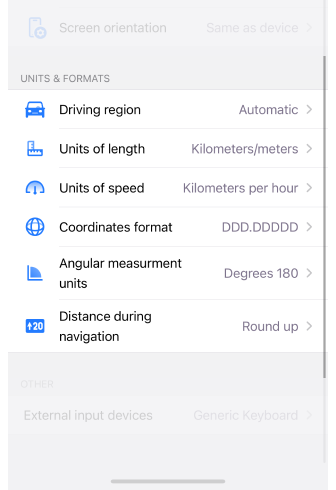 Screen orientation Same as device
UNITS & FORMATS
Driving region Automatic
Units of length Kilometers/meters
Units of speed Kilometers per hour
Coordinates format DDD.DDDDD
Angular measurment
units Degrees 180
Distance during
navigation Round up
20
OTHER
External input devices Generic Keyboard